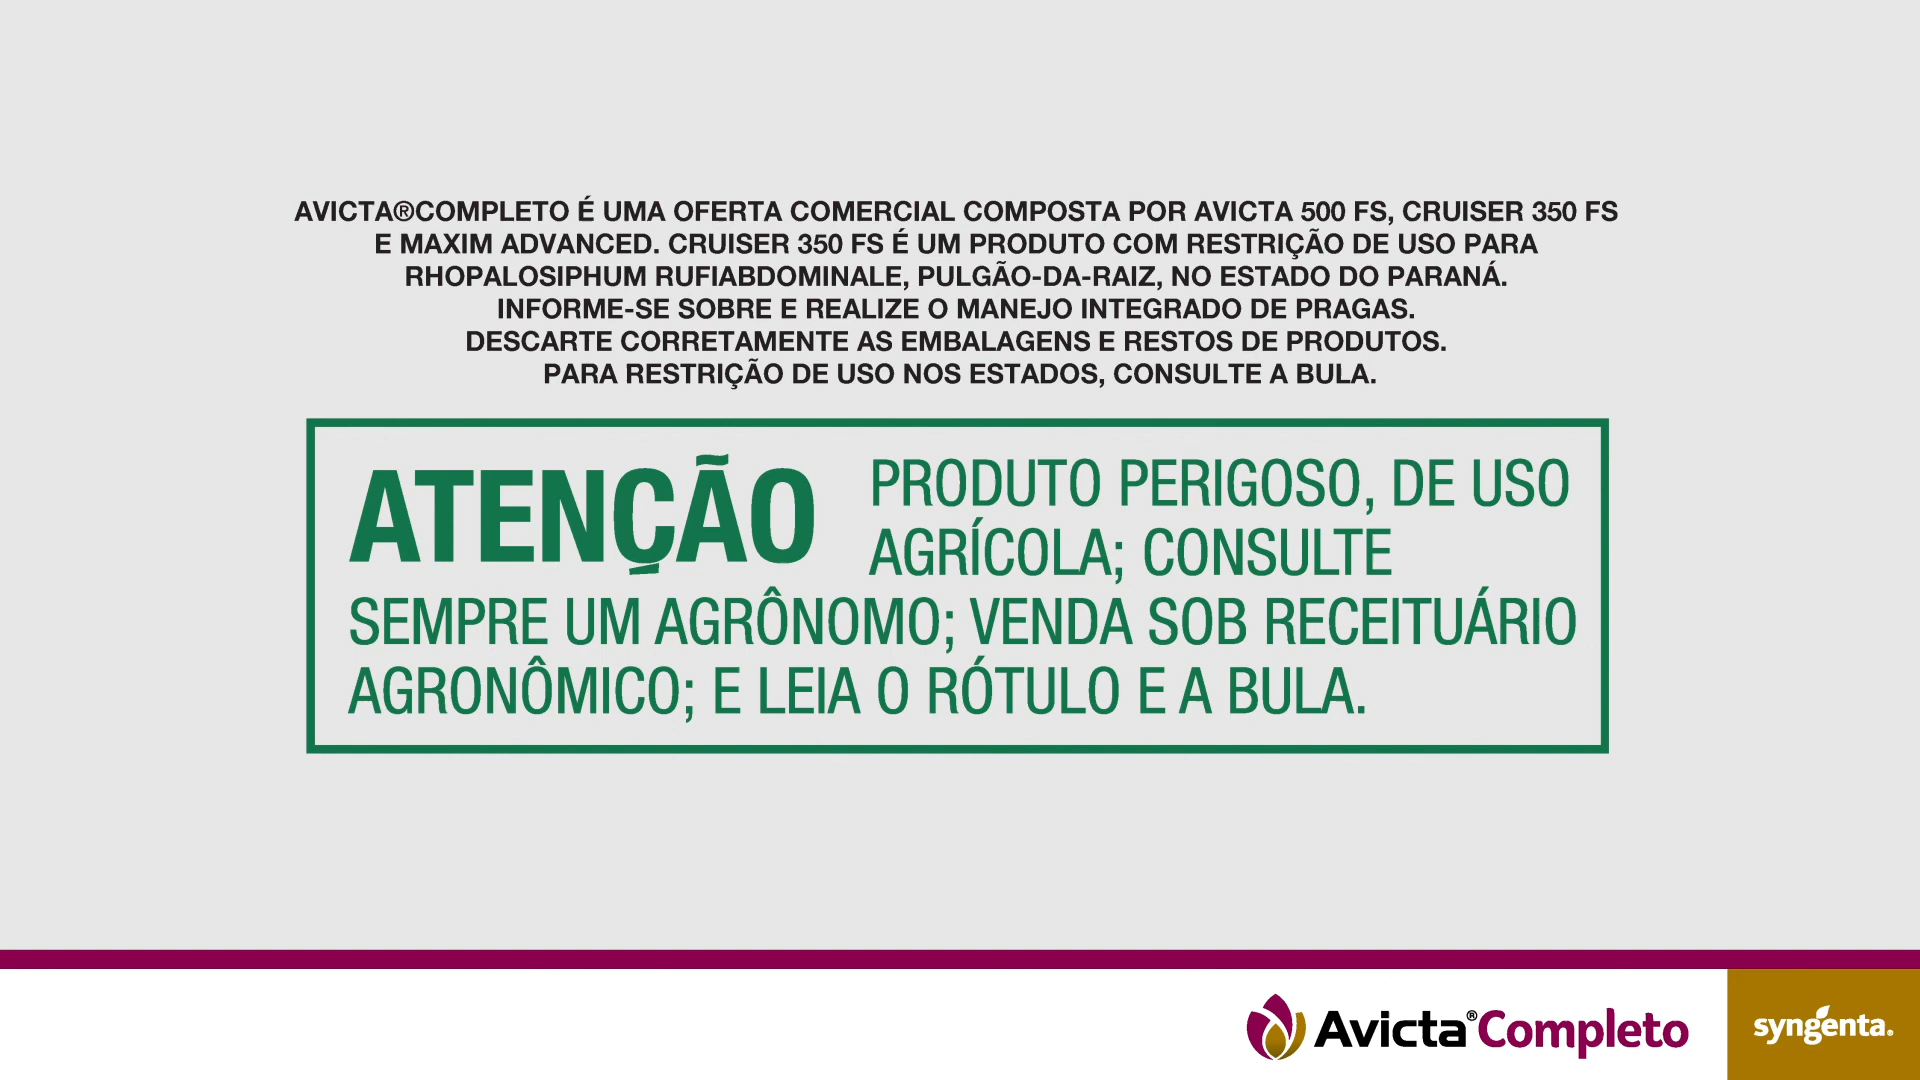 AVICTA®COMPLETO É UMA OFERTA COMERCIAL COMPOSTA POR AVICTA 500 FS, CRUISER 350 FS
E MAXIM ADVANCED. CRUISER 350 FS É UM PRODUTO COM RESTRIÇÃO DE USO PARA
RHOPALOSIPHUM RUFIABDOMINALE, PULGÃO-DA-RAIZ, NO ESTADO DO PARANÁ.
INFORME-SE SOBRE E REALIZE O MANEJO INTEGRADO DE PRAGAS.
DESCARTE CORRETAMENTE AS EMBALAGENS E RESTOS DE PRODUTOS.
PARA RESTRIÇÃO DE USO NOS ESTADOS, CONSULTE A BULA.
ATENÇÃO
PRODUTO PERIGOSO, DE USO
AGRÍCOLA; CONSULTE
SEMPRE UM AGRÔNOMO; VENDA SOB RECEITUÁRIO
AGRONÔMICO; E LEIA O RÓTULO E A BULA.
Avicta®Completo
syngenta®